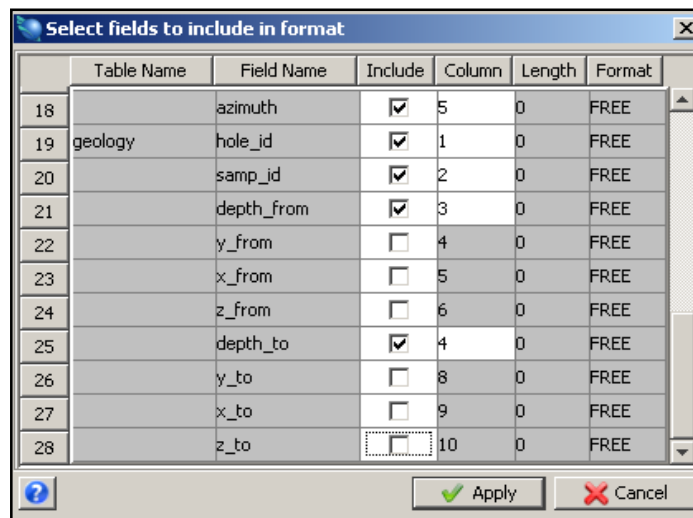 Select fields to include in format
Table Name Field Name Include Column Length Format
18 azimuth 5 0 FREE
19 geology hole_id 1 0 FREE
20 samp_id 2 0 FREE
21 depth_from 3 0 FREE
22 y_from 4 0 FREE
23 x_from 5 0 FREE
24 z_from 6 0 FREE
25 depth_to 4 0 FREE
26 y_to 8 0 FREE
27 x_to 9 0 FREE
28 z_to 10 0 FREE
? Apply Cancel